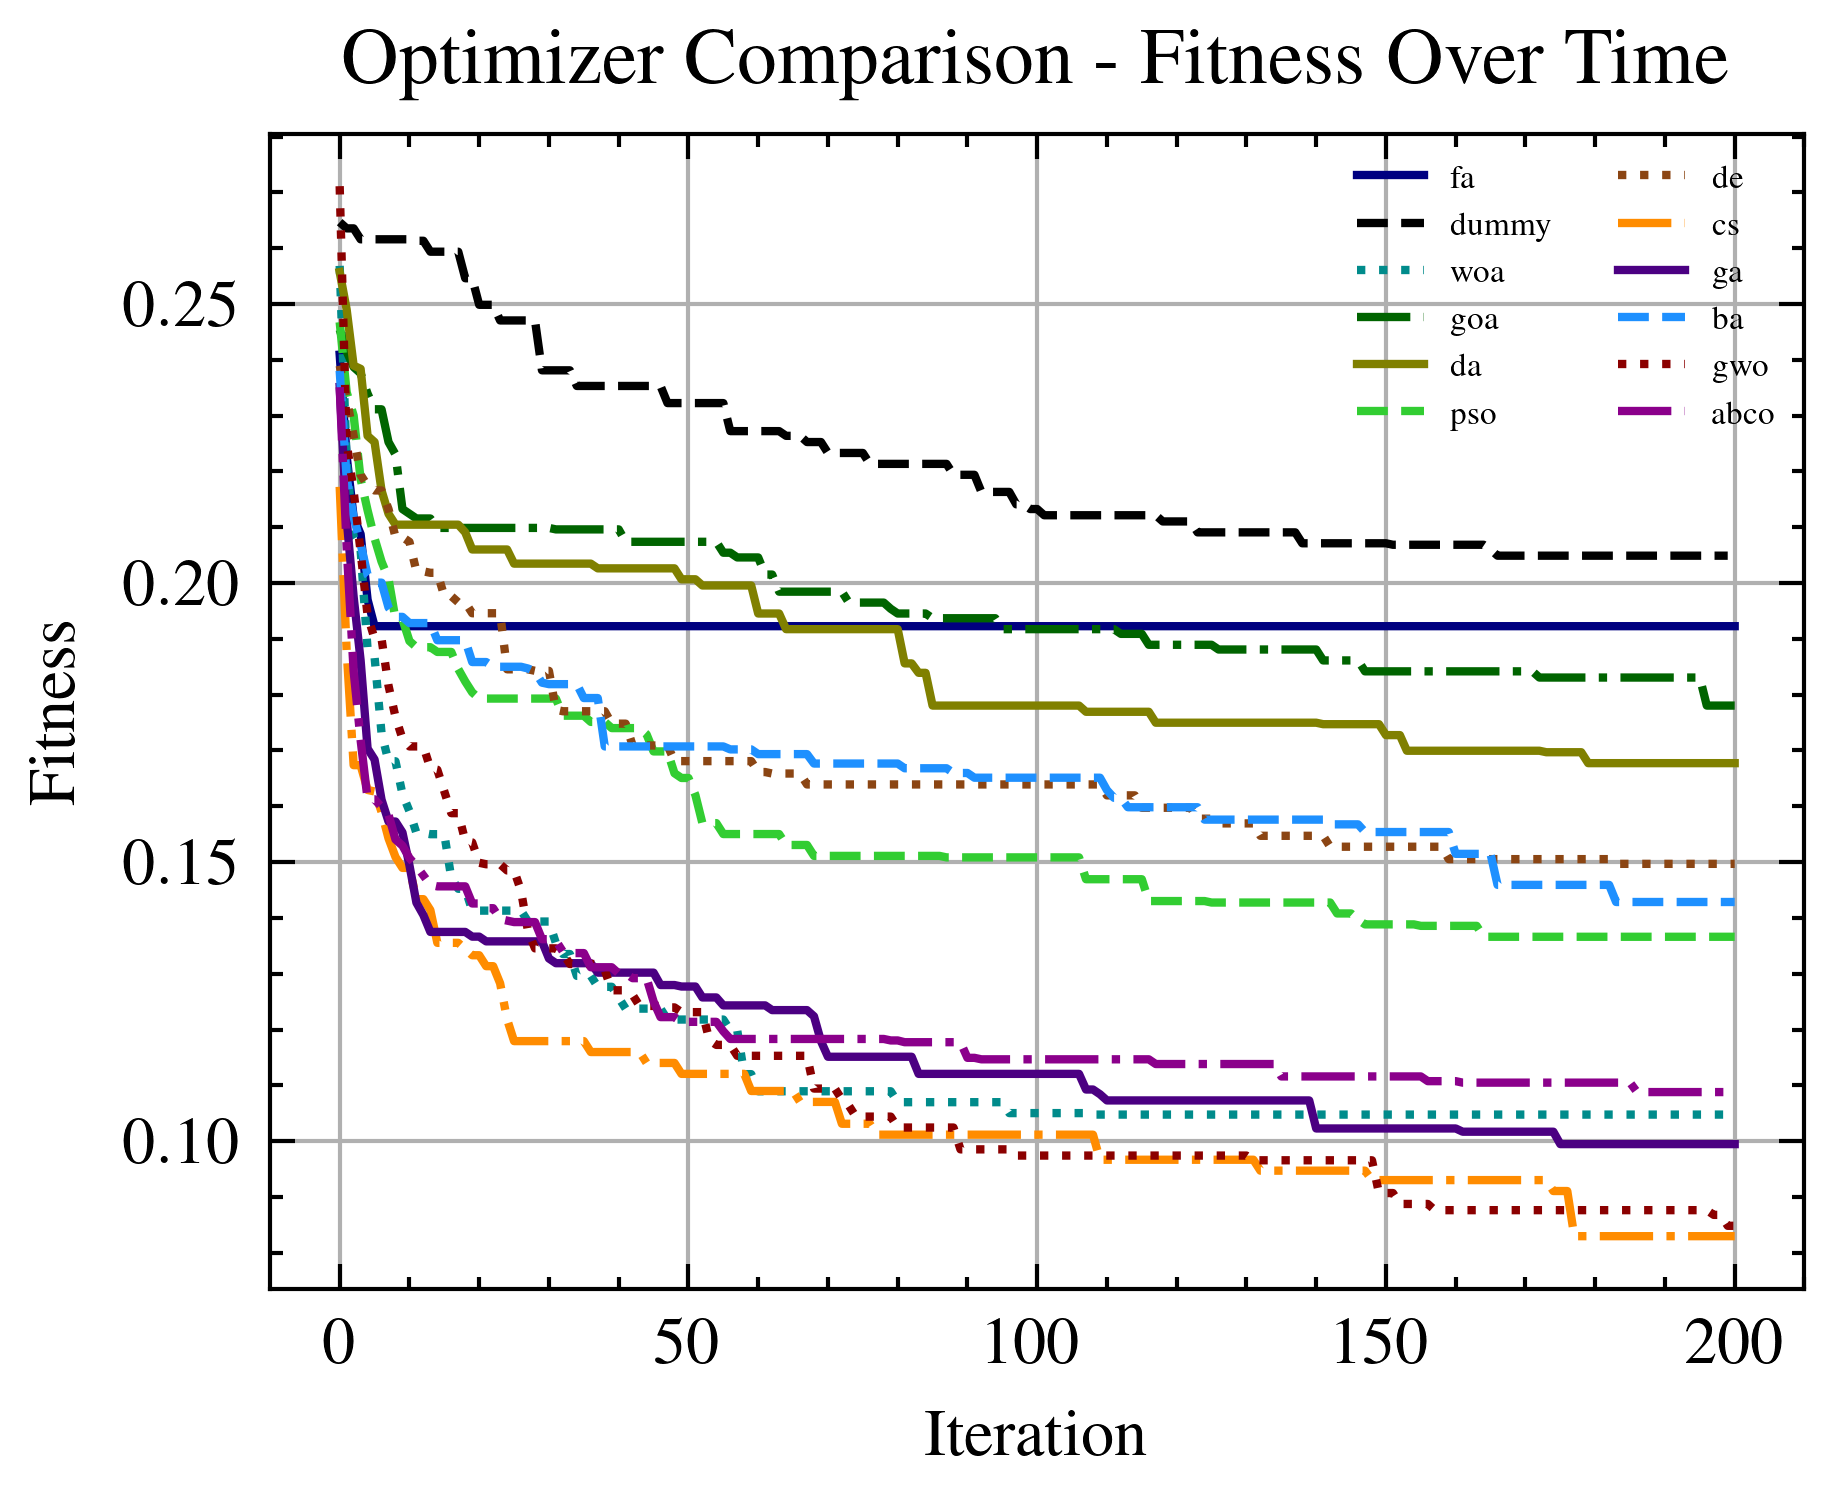 Optimizer Comparison - Fitness Over Time
fa
dummy
woa
goa
da
pso
de
cs
ga
ba
gwo
abco
0.25
0.20
0.15
0.10
Fitness
0 50 100 150 200
Iteration